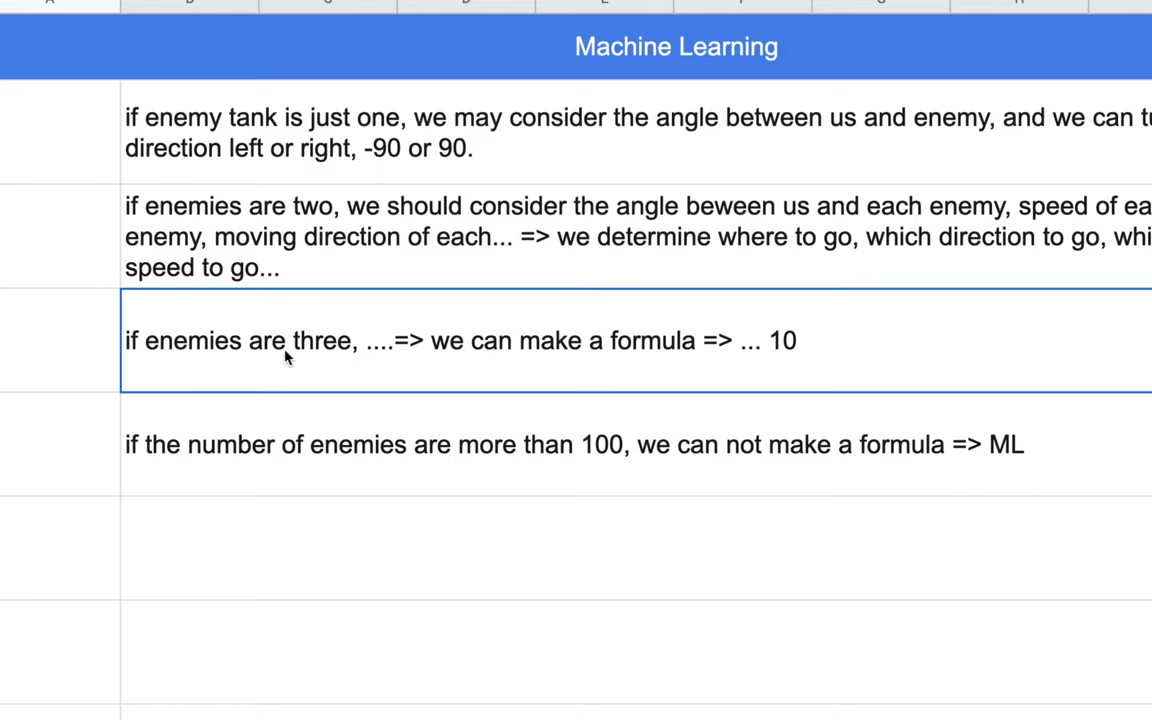 Machine Learning
if enemy tank is just one, we may consider the angle between us and enemy, and we can
direction left or right, -90 or 90.
if enemies are two, we should consider the angle beween us and each enemy, speed of
enemy, moving direction of each... => we determine where to go, which direction to go,
speed to go...
if enemies are three, ....=> we can make a formula => ... 10
if the number of enemies are more than 100, we can not make a formula => ML